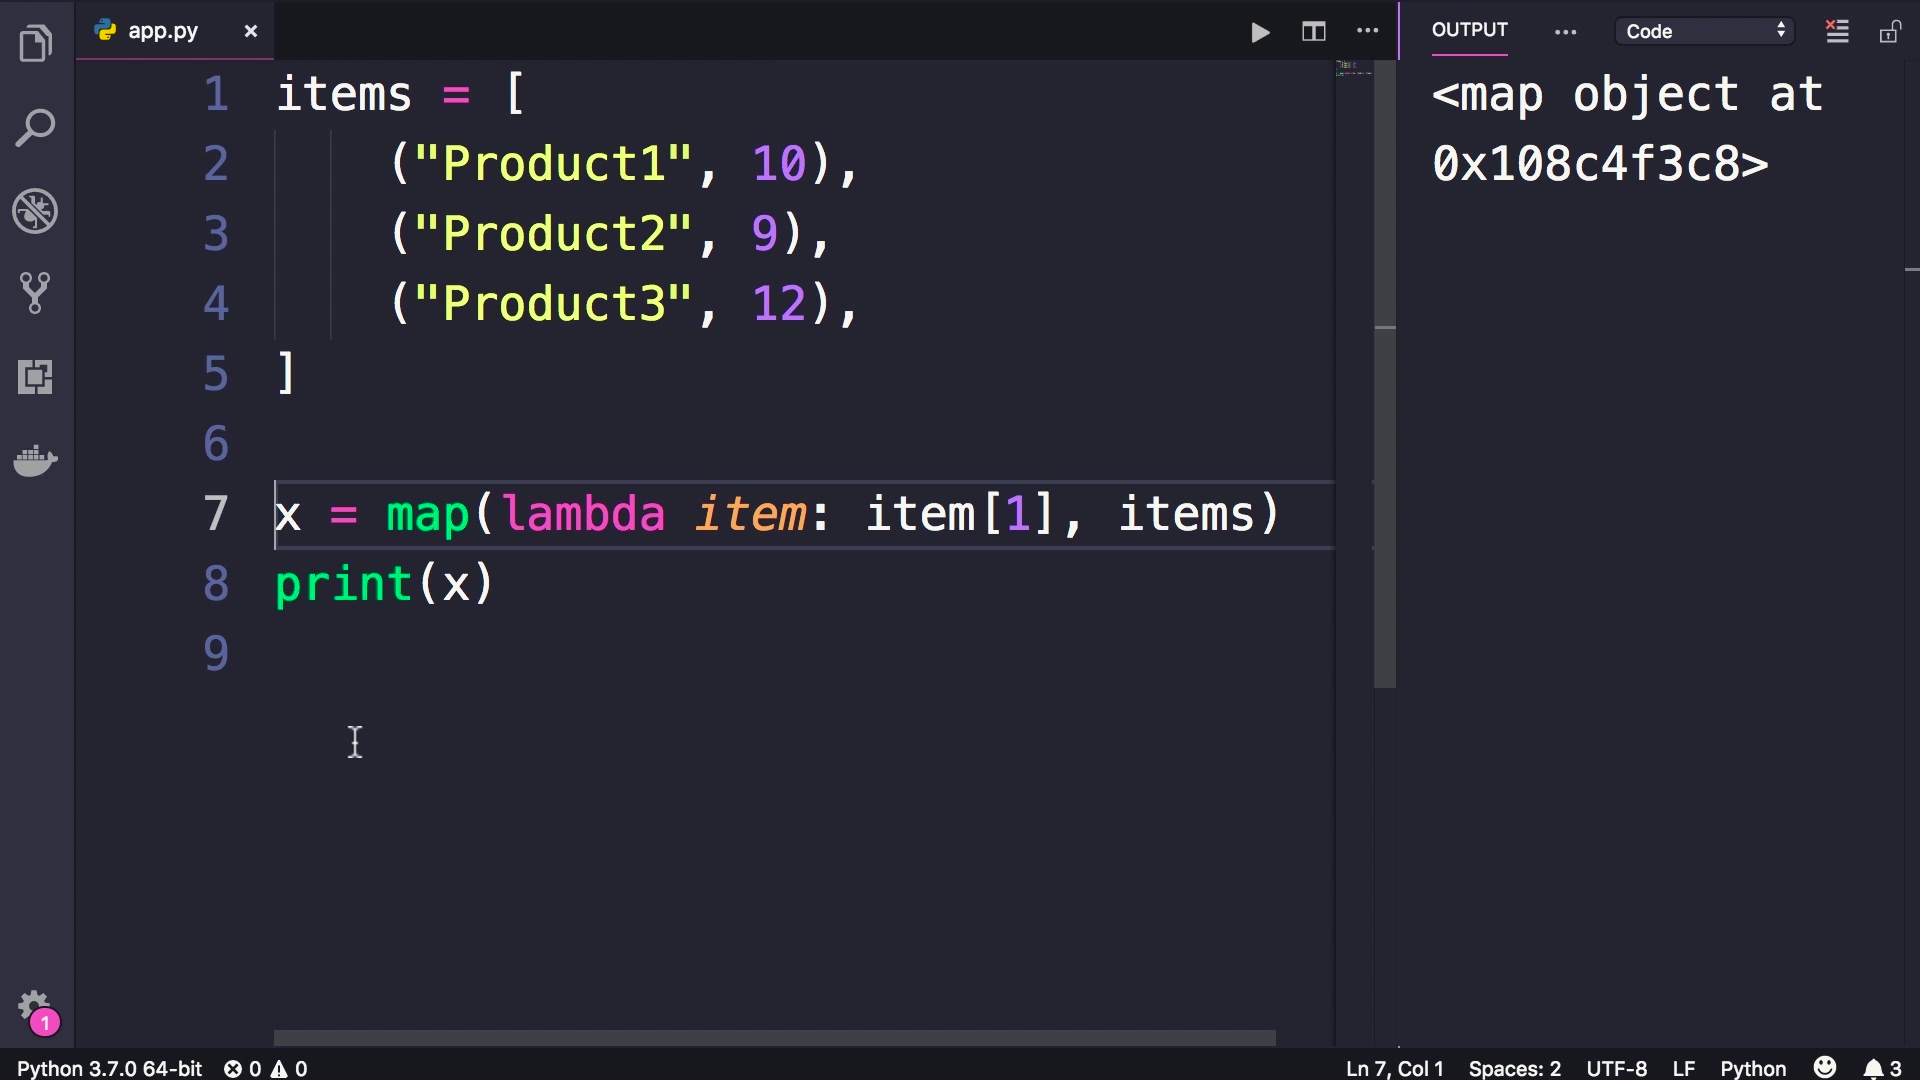 app.py ×
OUTPUT ... Code
1 items = [
2 ("Product1", 10),
3 ("Product2", 9),
4 ("Product3", 12),
5 ]
6
7 x = map(lambda item: item[1], items)
8 print(x)
9
<map object at
0x108c4f3c8>
1
Python 3.7.0 64-bit 0 0 Ln 7, Col 1 Spaces: 2 UTF-8 LF Python 3